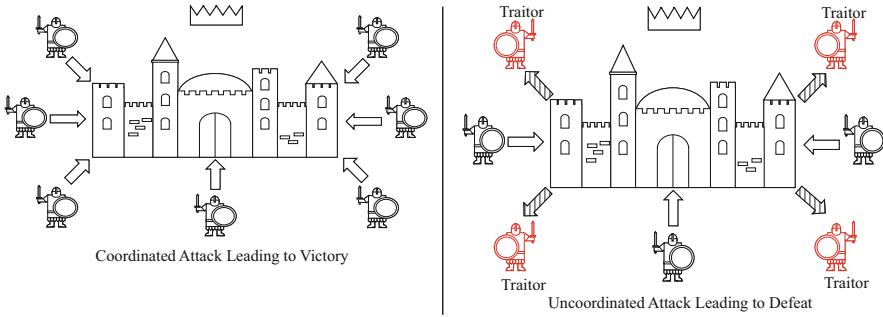 Traitor
Traitor
Coordinated Attack Leading to Victory
Traitor
Traitor
Uncoordinated Attack Leading to Defeat